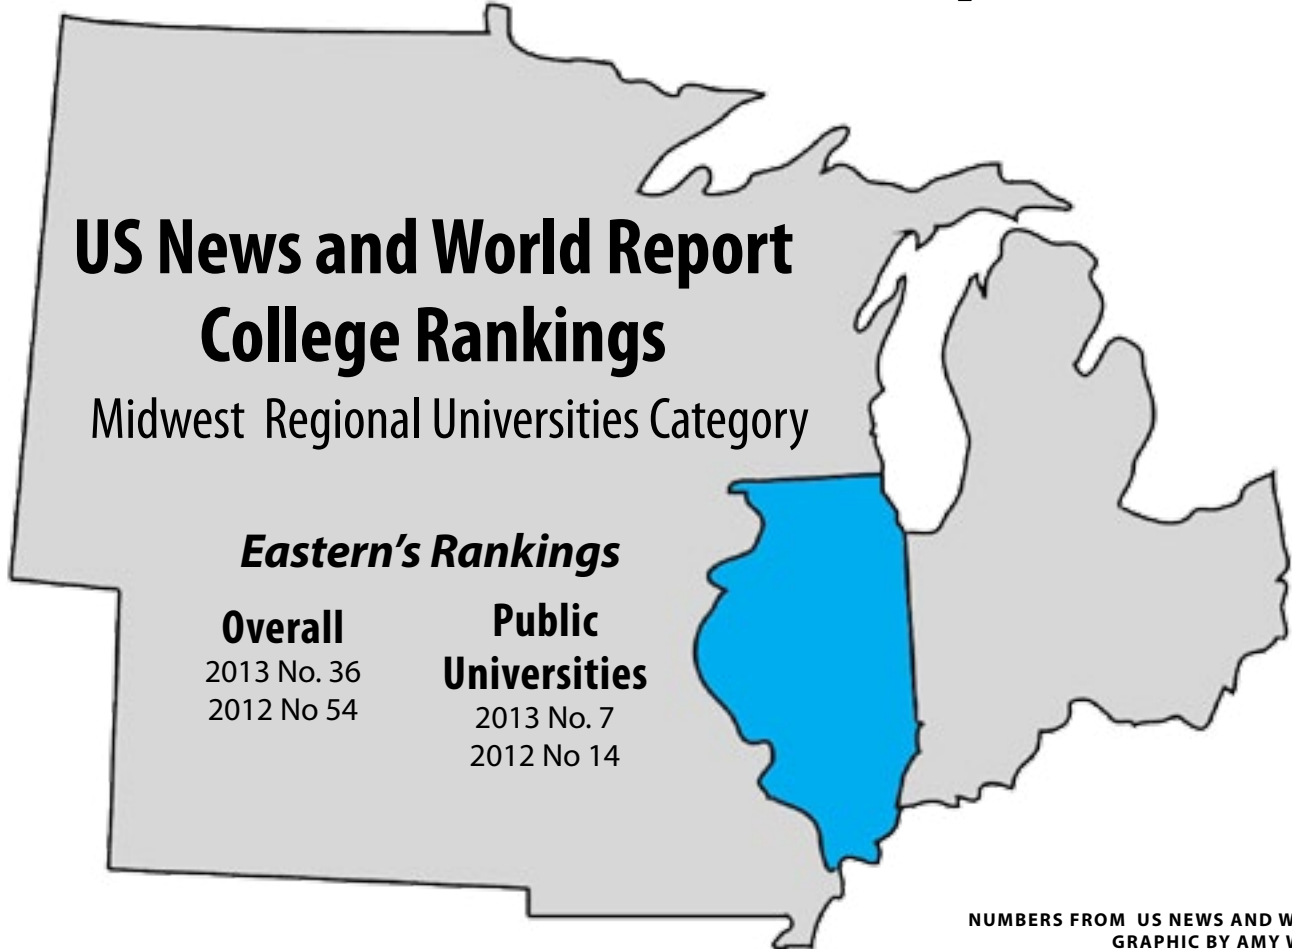 US News and World Report
College Rankings
Midwest Regional Universities Category
Eastern's Rankings
Overall
2013 No. 36
2012 No 54
Public
Universities
2013 No. 7
2012 No 14
NUMBERS FROM US NEWS AND
GRAPHIC BY AMY